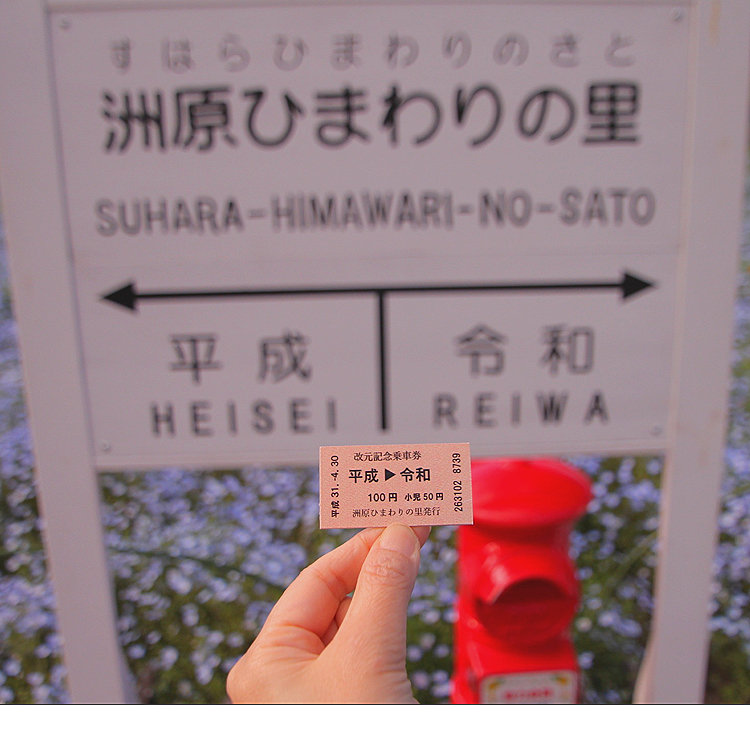 すはらひまわりのさと
洲原ひまわりの里
SUHARA-HIMAWARI-NO-SATO
平成 令和
HEISEI REIWA
平成31.-4.30
改元記念乗車券
平成▶令和
100円 小児50円
洲原ひまわりの里発行
263102 8739